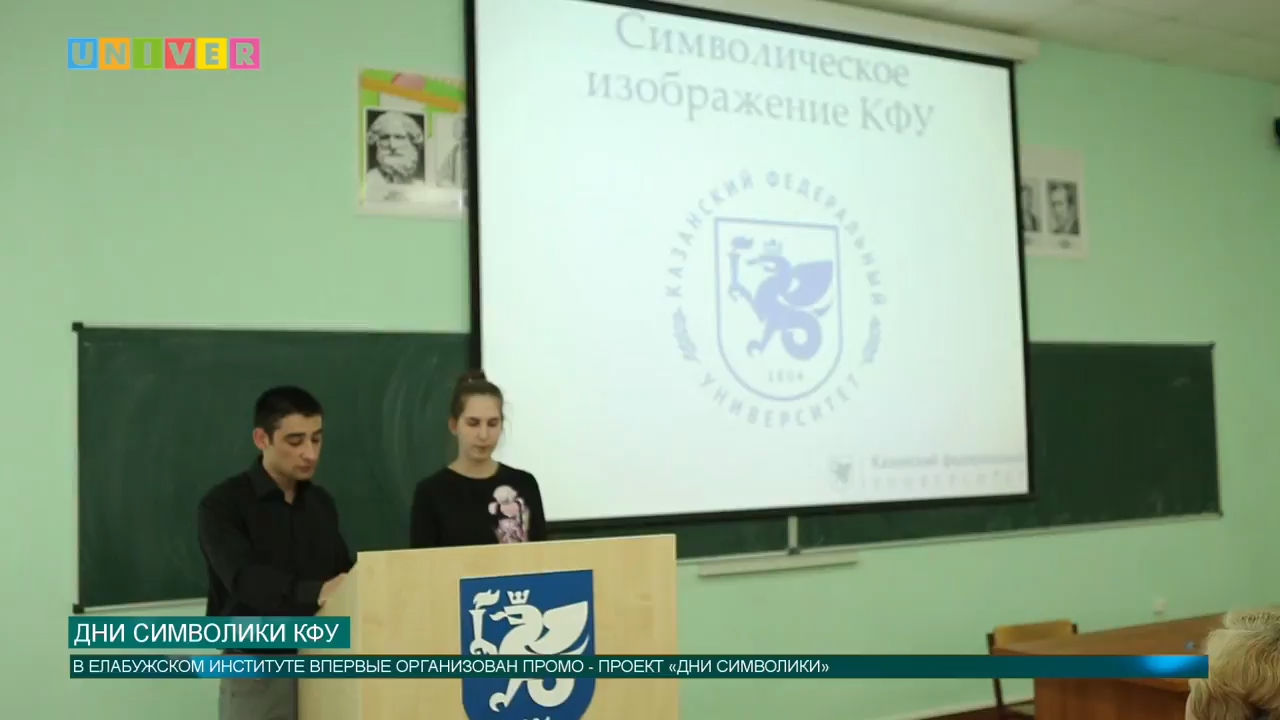 UNIVER
Символическое
изображение КФУ
КАЗАНСКИЙ ФЕДЕРАЛЬНЫЙ
УНИВЕРСИТЕТ
1804
Казанский федеральный
УНИВЕРСИТЕТ
ДНИ СИМВОЛИКИ КФУ
В ЕЛАБУЖСКОМ ИНСТИТУТЕ ВПЕРВЫЕ ОРГАНИЗОВАН ПРОМО - ПРОЕКТ «ДНИ СИМВОЛИКИ»